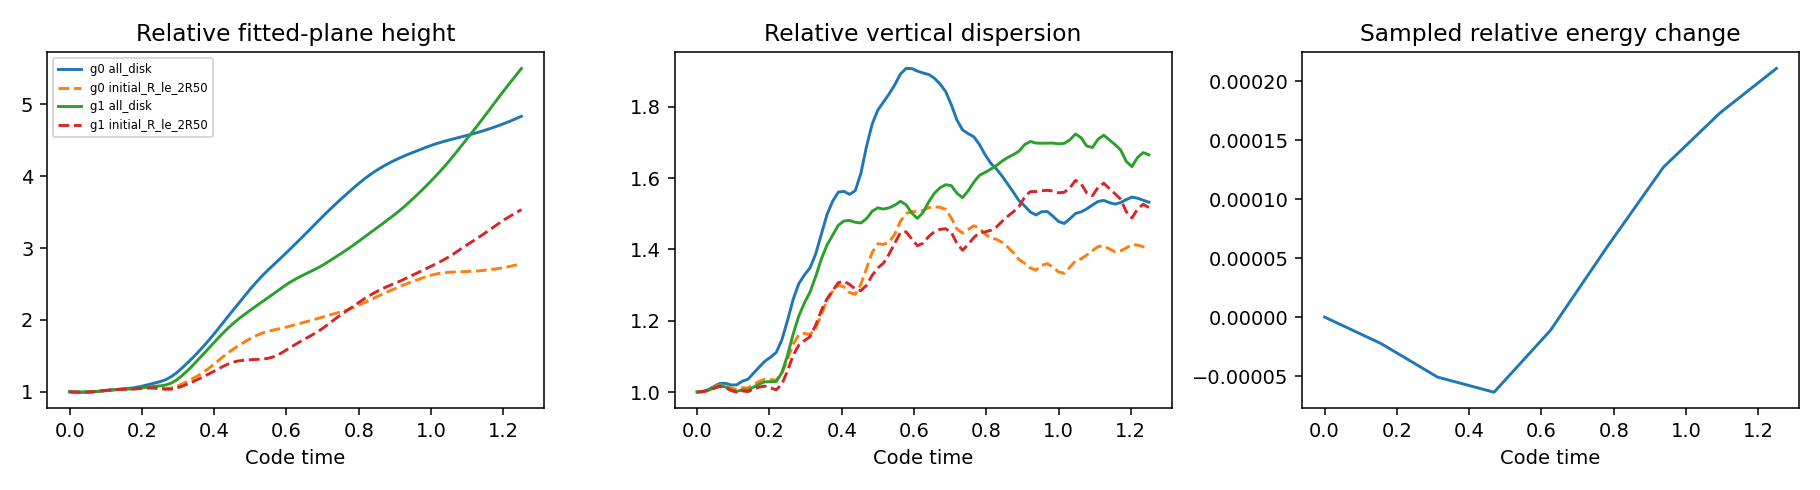 Relative fitted-plane height
g0 all_disk
g0 initial_R_le_2R50
g1 all_disk
g1 initial_R_le_2R50
5
4
3
2
1
0.0 0.2 0.4 0.6 0.8 1.0 1.2
Code time
Relative vertical dispersion
1.8
1.6
1.4
1.2
1.0
0.0 0.2 0.4 0.6 0.8 1.0 1.2
Code time
Sampled relative energy change
0.00020
0.00015
0.00010
0.00005
0.00000
−0.00005
0.0 0.2 0.4 0.6 0.8 1.0 1.2
Code time